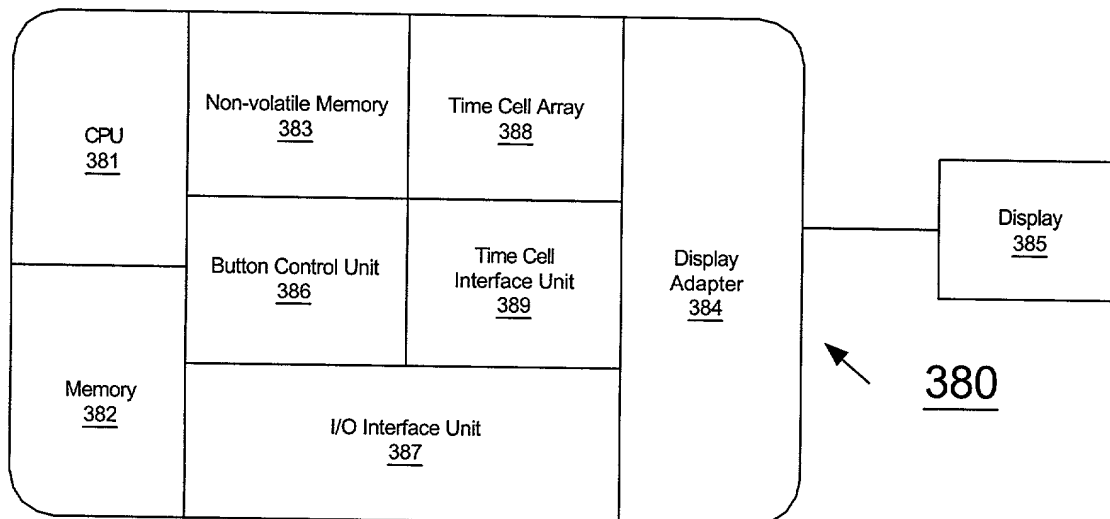 CPU
381
Non-volatile Memory
383
Time Cell Array
388
Button Control Unit
386
Time Cell
Interface Unit
389
Display
Adapter
384
Display
385
Memory
382
I/O Interface Unit
387
380